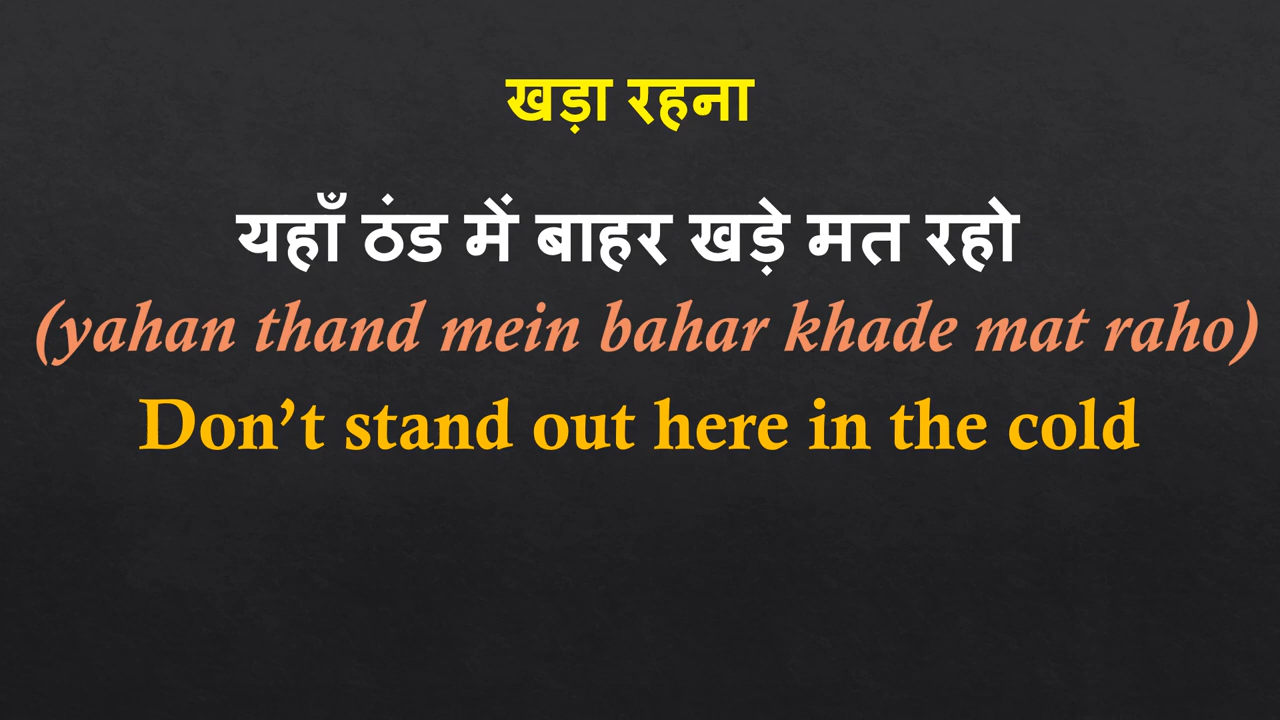 खड़ा रहना
यहाँ ठंड में बाहर खड़े मत रहो
(yahan thand mein bahar khade mat raho)
Don’t stand out here in the cold